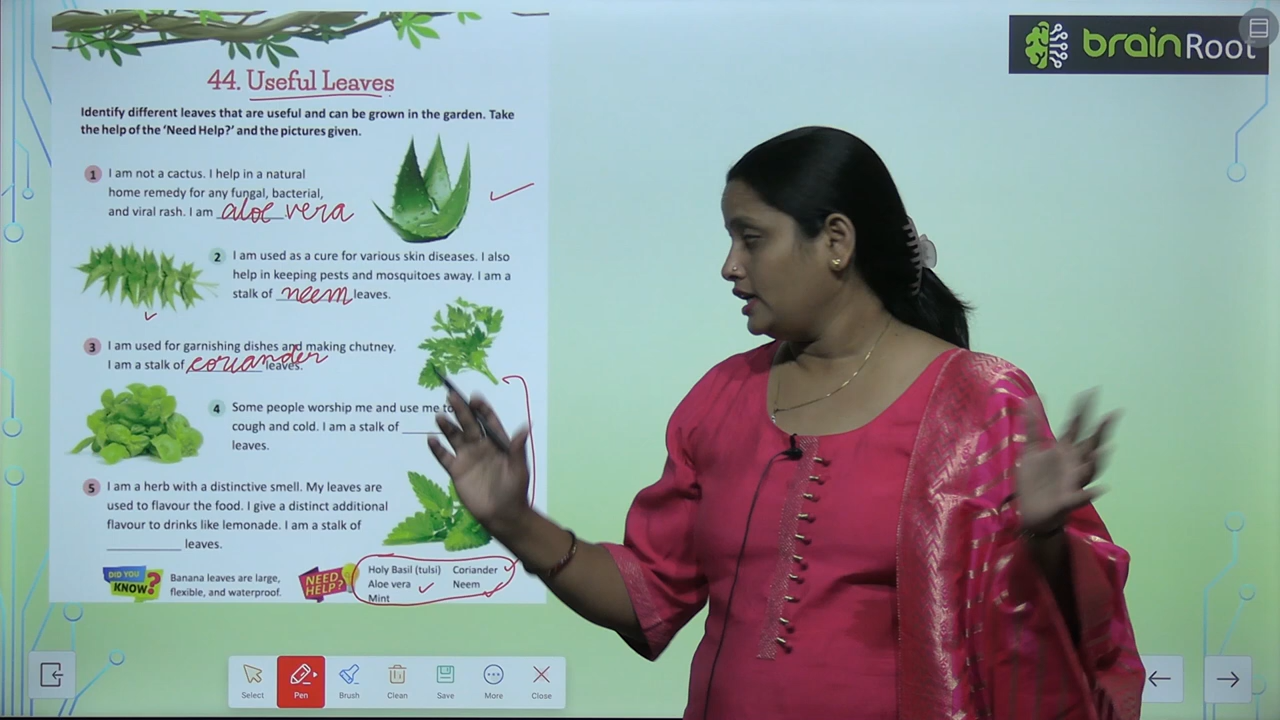 brainRoot
44. Useful Leaves
Identify different leaves that are useful and can be grown in the garden. Take
the help of the 'Need Help?' and the pictures given.
1 I am not a cactus. I help in a natural
home remedy for any fungal, bacterial,
and viral rash. I am aloe vera
2 I am used as a cure for various skin diseases. I also
help in keeping pests and mosquitoes away. I am a
stalk of neem leaves.
3 I am used for garnishing dishes and making chutney.
I am a stalk of coriander leaves.
4 Some people worship me and use me to
cough and cold. I am a stalk of ______
leaves.
5 I am a herb with a distinctive smell. My leaves are
used to flavour the food. I give a distinct additional
flavour to drinks like lemonade. I am a stalk of
____________ leaves.
DID YOU KNOW?
Banana leaves are large,
flexible, and waterproof.
NEED HELP?
Holy Basil (tulsi) Coriander
Aloe vera Neem
Mint
Select Pen Brush Clean Save More Close